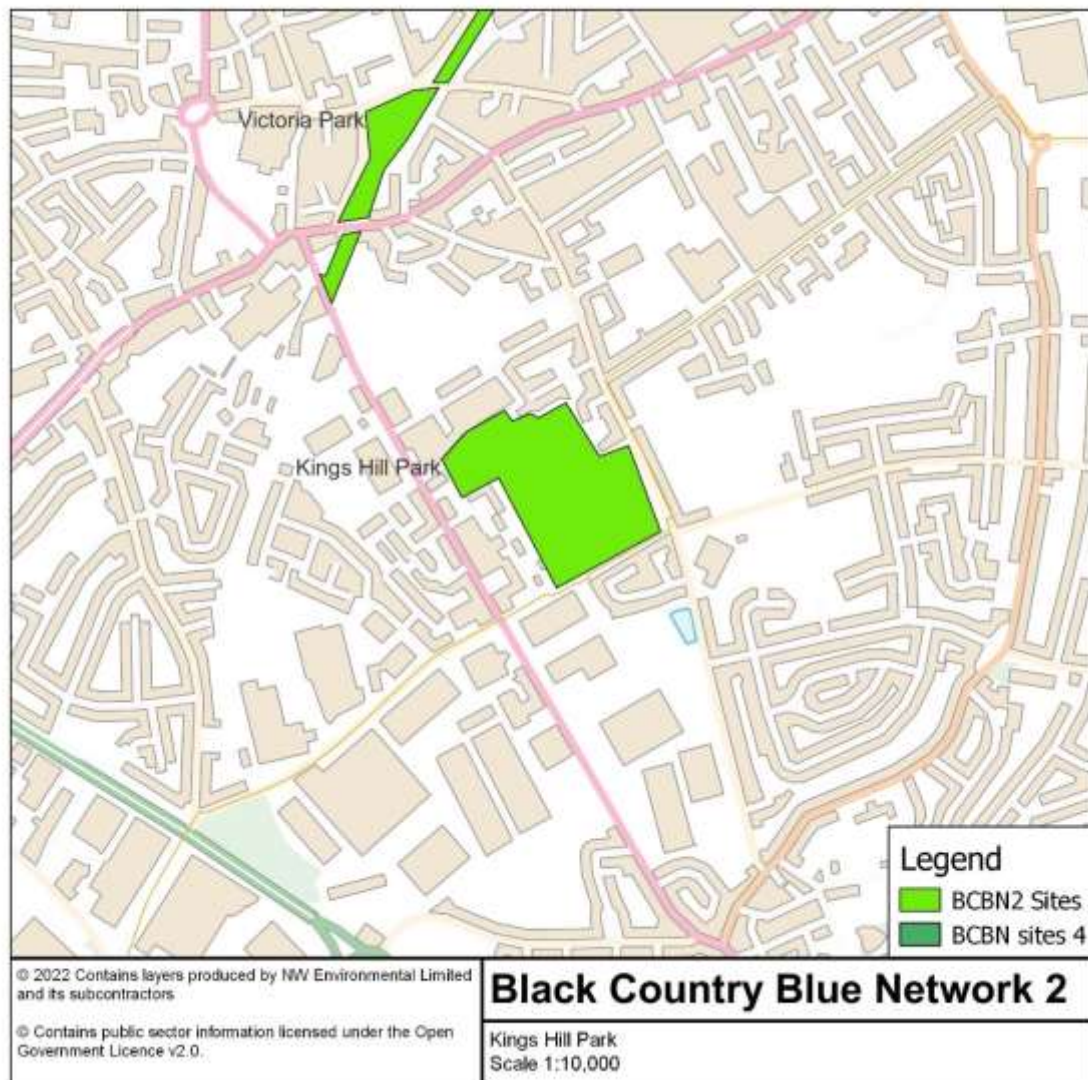 Victoria Park
Kings Hill Park
Legend
BCBN2 Sites
BCBN sites 4
© 2022 Contains layers produced by NW Environmental Limited
and its subcontractors
© Contains public sector information licensed under the Open
Government Licence v2.0.
Black Country Blue Network 2
Kings Hill Park
Scale 1:10,000